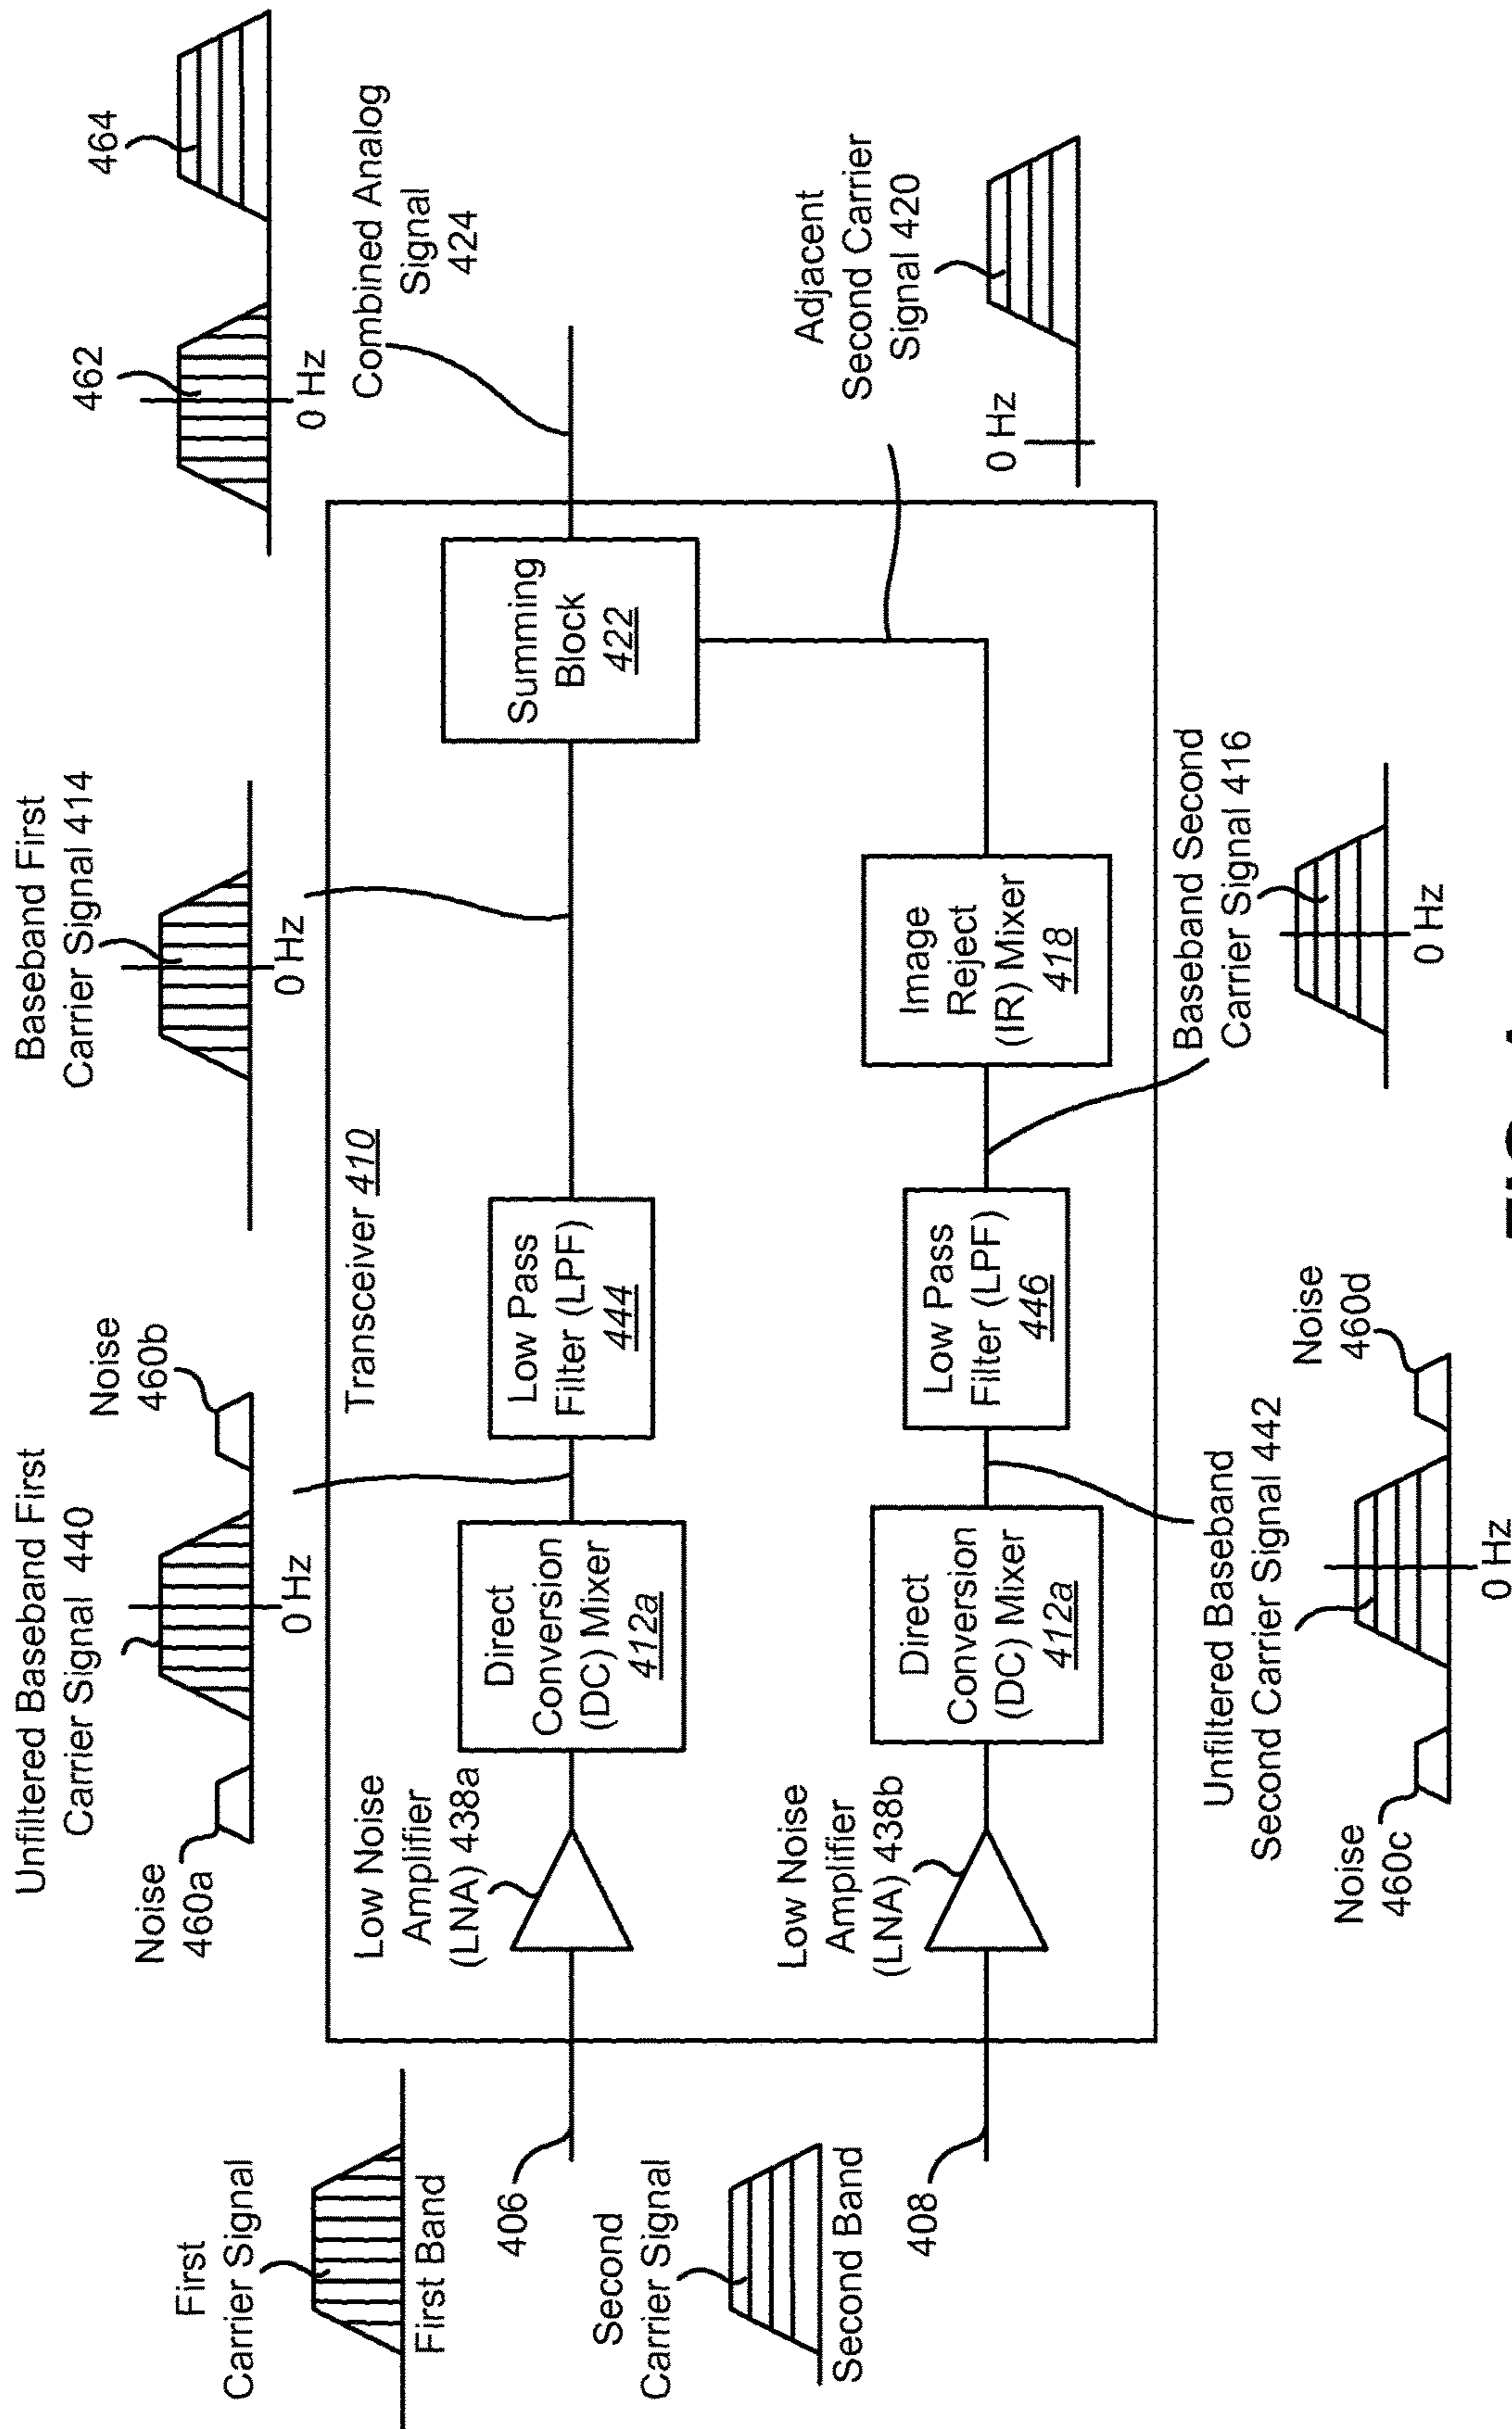 Unfiltered Baseband First
Carrier Signal 440
Noise
460a
Noise
460b
Baseband First
Carrier Signal 414
0 Hz
0 Hz
462
464
0 Hz
First
Carrier Signal
First Band
406
Transceiver 410
Low Noise
Amplifier
(LNA) 438a
Direct
Conversion
(DC) Mixer
412a
Low Pass
Filter (LPF)
444
Summing
Block
422
Combined Analog
Signal
424
Second
Carrier Signal
Second Band
408
Low Noise
Amplifier
(LNA) 438b
Direct
Conversion
(DC) Mixer
412a
Low Pass
Filter (LPF)
446
Image
Reject
(IR) Mixer
418
Adjacent
Second Carrier
Signal 420
0 Hz
Unfiltered Baseband
Second Carrier Signal 442
Noise
460c
Noise
460d
0 Hz
Baseband Second
Carrier Signal 416
0 Hz